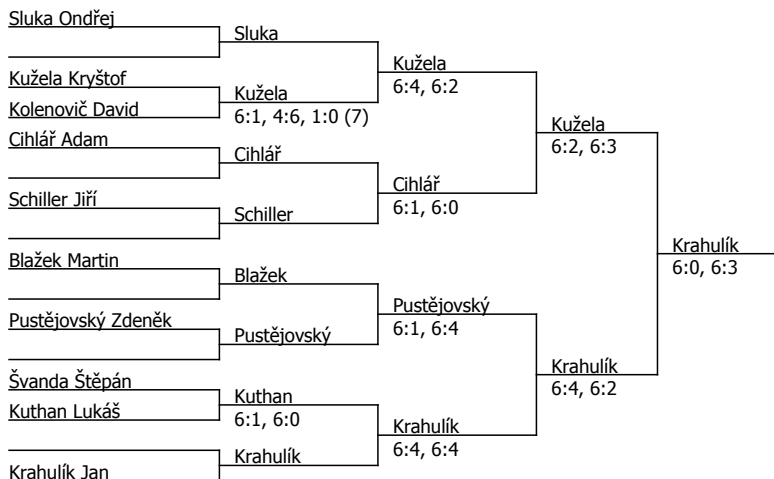 Sluka Ondřej
Kužela Kryštof
Kolenovič David
Cihlář Adam
Schiller Jiří
Blažek Martin
Pustějovský Zdeněk
Švanda Štěpán
Kuthan Lukáš
Krahulík Jan
Sluka
Kužela
6:1, 4:6, 1:0 (7)
Cihlář
Schiller
Blažek
Pustějovský
Kuthan
6:1, 6:0
Krahulík
Kužela
6:4, 6:2
Cihlář
6:1, 6:0
Pustějovský
6:1, 6:4
Krahulík
6:4, 6:4
Kužela
6:2, 6:3
Krahulík
6:4, 6:2
Krahulík
6:0, 6:3